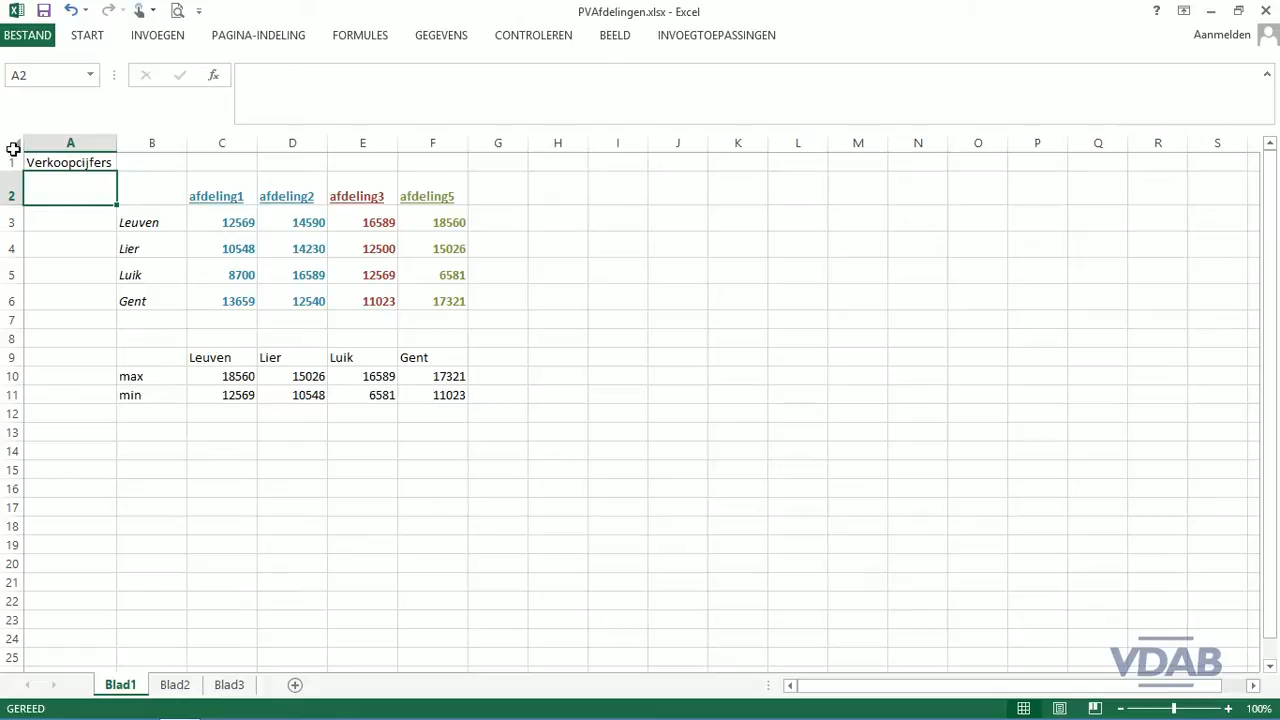 PVAfdelingen.xlsx - Excel
?
BESTAND START INVOEGEN PAGINA-INDELING FORMULES GEGEVENS CONTROLEREN BEELD INVOEGTOEPASSINGEN Aanmelden
A2 fx
A B C D E F G H I J K L M N O P Q R S
1 Verkoopcijfers
2 afdeling1 afdeling2 afdeling3 afdeling5
3 Leuven 12569 14590 16589 18560
4 Lier 10548 14230 12500 15026
5 Luik 8700 16589 12569 6581
6 Gent 13659 12540 11023 17321
7
8
9 Leuven Lier Luik Gent
10 max 18560 15026 16589 17321
11 min 12569 10548 6581 11023
12
13
14
15
16
17
18
19
20
21
22
23
24
25
VDAB
Blad1 Blad2 Blad3
GEREED 100%